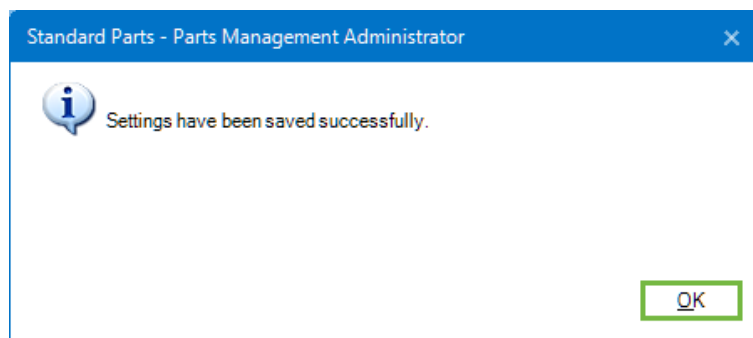 Standard Parts - Parts Management Administrator
Settings have been saved successfully.
OK